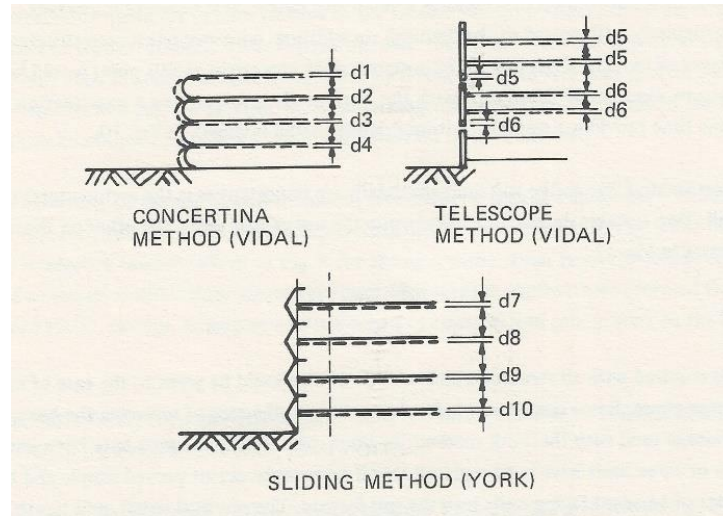 d1
d2
d3
d4
CONCERTINA
METHOD (VIDAL)
d5
d5
d5
d6
d6
d6
TELESCOPE
METHOD (VIDAL)
d7
d8
d9
d10
SLIDING METHOD (YORK)